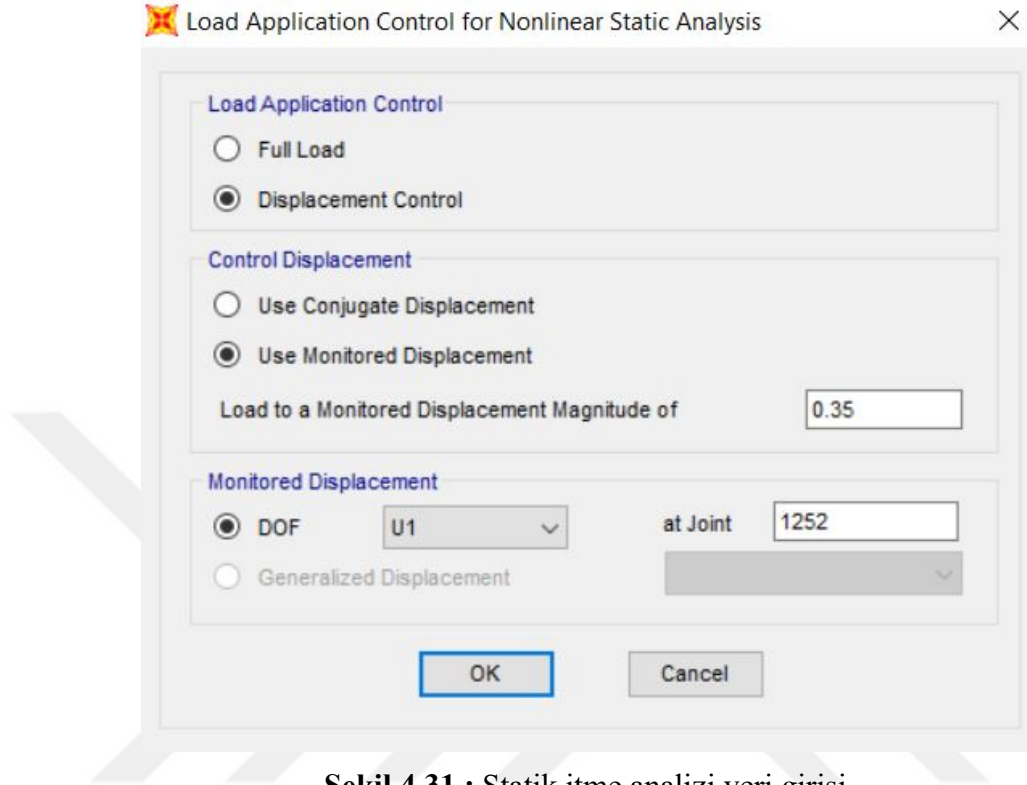 Load Application Control for Nonlinear Static Analysis
Load Application Control
Full Load
Displacement Control
Control Displacement
Use Conjugate Displacement
Use Monitored Displacement
Load to a Monitored Displacement Magnitude of 0.35
Monitored Displacement
DOF U1 at Joint 1252
Generalized Displacement
OK Cancel
Şekil 4.31 : Statik itme analizi veri girişi